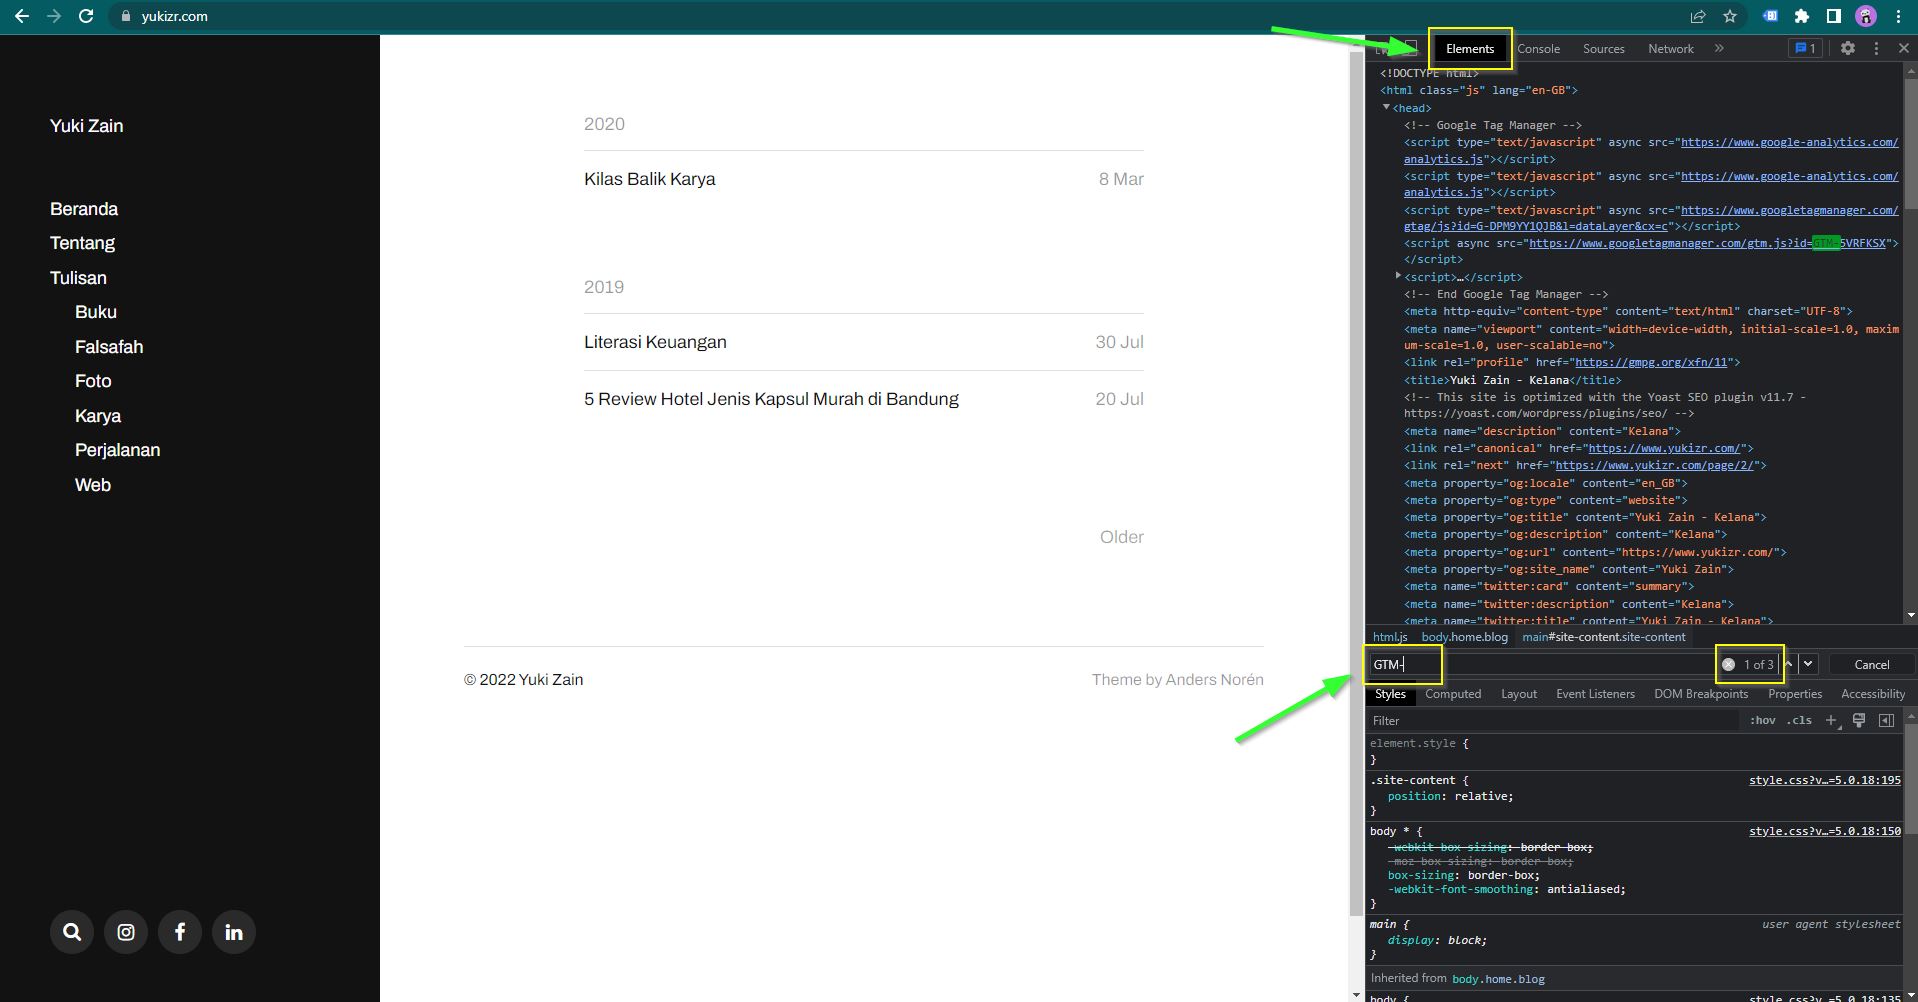 yukizr.com
Yuki Zain
Beranda
Tentang
Tulisan
Buku
Falsafah
Foto
Karya
Perjalanan
Web
2020
Kilas Balik Karya 8 Mar
2019
Literasi Keuangan 30 Jul
5 Review Hotel Jenis Kapsul Murah di Bandung 20 Jul
Older
© 2022 Yuki Zain Theme by Anders Norén
Elements Console Sources Network » 1
<!DOCTYPE html>
<html class="js" lang="en-GB">
<head>
<!-- Google Tag Manager -->
<script type="text/javascript" async src="https://www.google-analytics.com/
analytics.js"></script>
<script type="text/javascript" async src="https://www.google-analytics.com/
analytics.js"></script>
<script type="text/javascript" async src="https://www.googletagmanager.com/
gtag/js?id=G-DPM9YY1QJB&l=dataLayer&cx=c"></script>
<script async src="https://www.googletagmanager.com/gtm.js?id=GTM-5VRFKSX">
</script>
<script>…</script>
<!-- End Google Tag Manager -->
<meta http-equiv="content-type" content="text/html" charset="UTF-8">
<meta name="viewport" content="width=device-width, initial-scale=1.0, maxim
um-scale=1.0, user-scalable=no">
<link rel="profile" href="https://gmpg.org/xfn/11">
<title>Yuki Zain - Kelana</title>
<!-- This site is optimized with the Yoast SEO plugin v11.7 -
https://yoast.com/wordpress/plugins/seo/ -->
<meta name="description" content="Kelana">
<link rel="canonical" href="https://www.yukizr.com/">
<link rel="next" href="https://www.yukizr.com/page/2/">
<meta property="og:locale" content="en_GB">
<meta property="og:type" content="website">
<meta property="og:title" content="Yuki Zain - Kelana">
<meta property="og:description" content="Kelana">
<meta property="og:url" content="https://www.yukizr.com/">
<meta property="og:site_name" content="Yuki Zain">
<meta name="twitter:card" content="summary">
<meta name="twitter:description" content="Kelana">
<meta name="twitter:title" content="Yuki Zain - Kelana">
html.js body.home.blog main#site-content.site-content
GTM- 1 of 3 Cancel
Styles Computed Layout Event Listeners DOM Breakpoints Properties Accessibility
Filter :hov .cls +
element.style {
}
.site-content { style.css?v…=5.0.18:195
position: relative;
}
body * { style.css?v…=5.0.18:150
-webkit-box-sizing: border-box;
-moz-box-sizing: border-box;
box-sizing: border-box;
-webkit-font-smoothing: antialiased;
}
main { user agent stylesheet
display: block;
}
Inherited from body.home.blog
body { style.css?v…=5.0.18:135